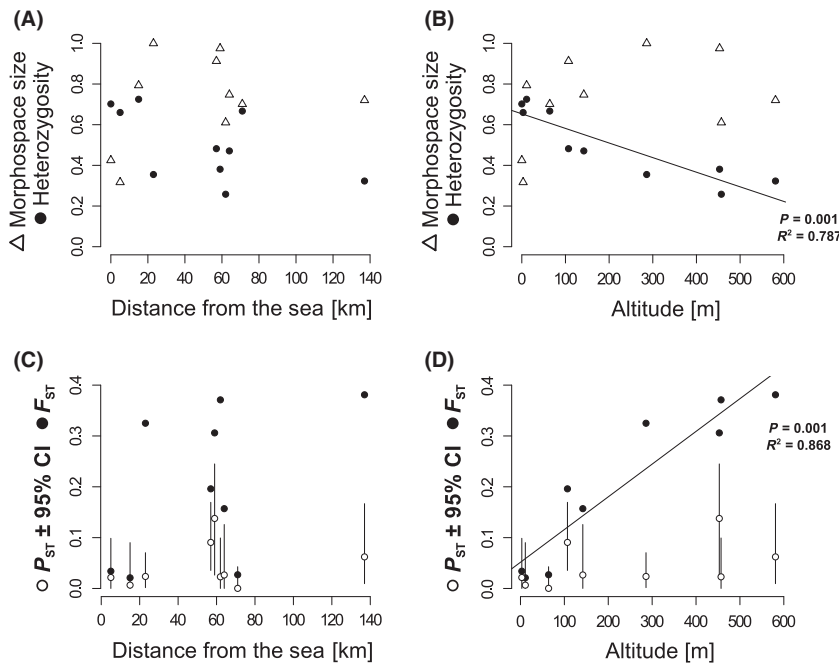 (A)
△ Morphospace size
● Heterozygosity
0.0 0.2 0.4 0.6 0.8 1.0
0 20 40 60 80 100 120 140
Distance from the sea [km]
(B)
△ Morphospace size
● Heterozygosity
0.0 0.2 0.4 0.6 0.8 1.0
P = 0.001
R² = 0.787
0 100 200 300 400 500 600
Altitude [m]
(C)
○ P_ST ± 95% CI ● F_ST
0.0 0.1 0.2 0.3 0.4
0 20 40 60 80 100 120 140
Distance from the sea [km]
(D)
○ P_ST ± 95% CI ● F_ST
0.0 0.1 0.2 0.3 0.4
P = 0.001
R² = 0.868
0 100 200 300 400 500 600
Altitude [m]